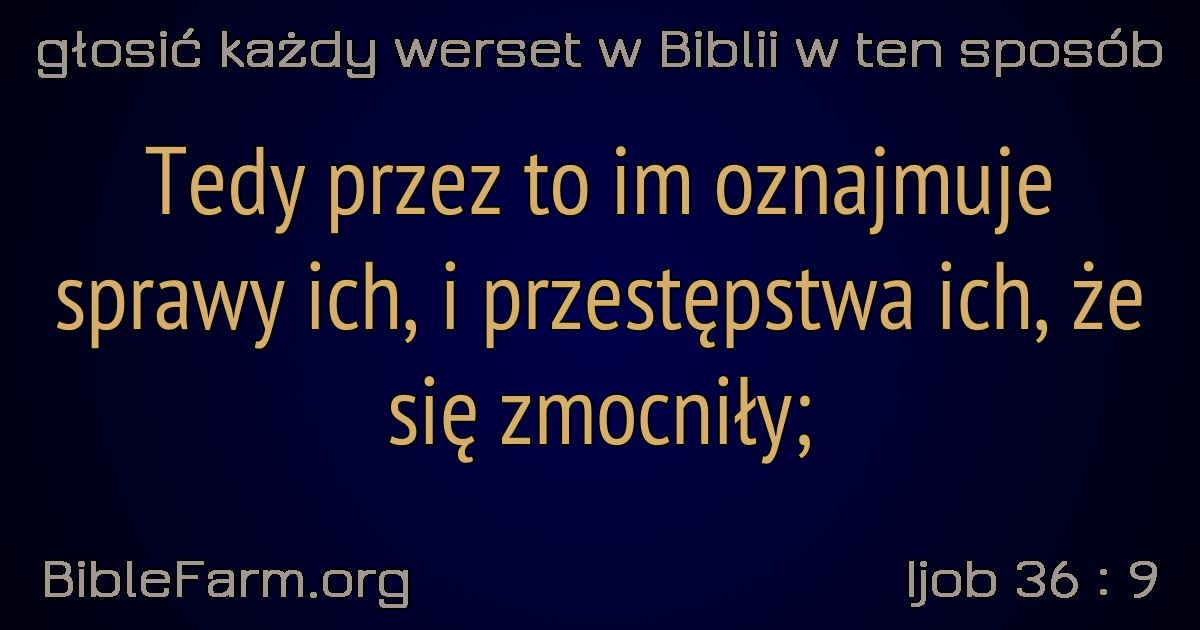 głosić każdy werset w Biblii w ten sposób
Tedy przez to im oznajmuje
sprawy ich, i przestępstwa ich, że
się zmocniły;
BibleFarm.org
Ijob 36 : 9